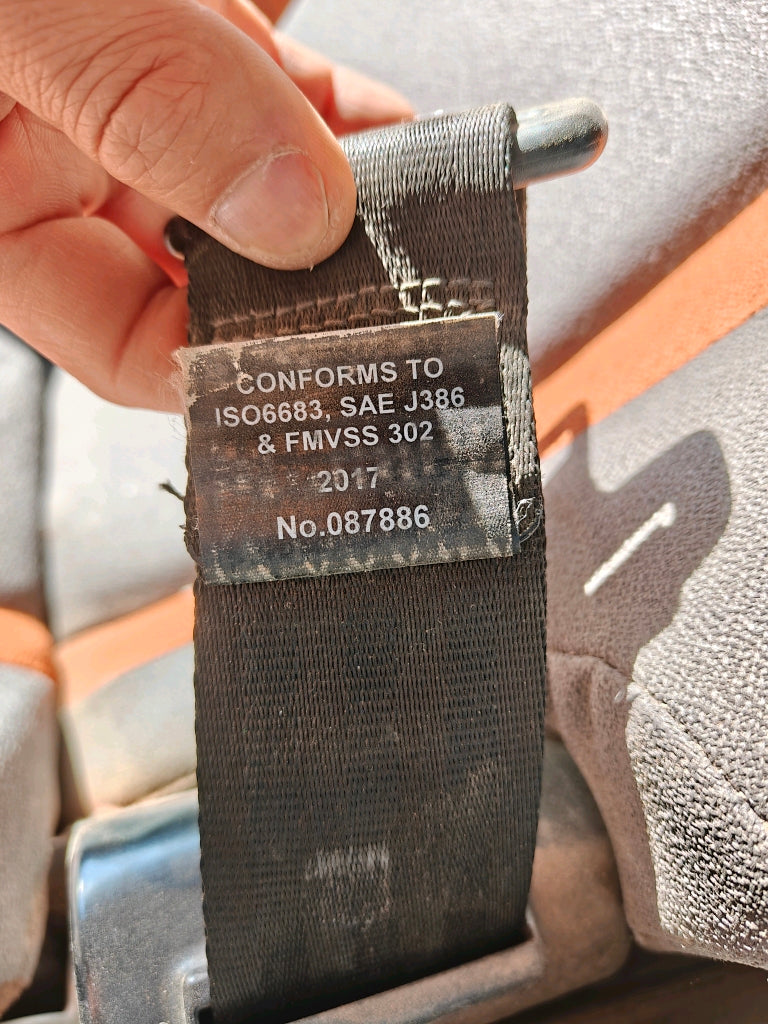 CONFORMS TO
ISO6683, SAE J386
& FMVSS 302
2017
No.087886